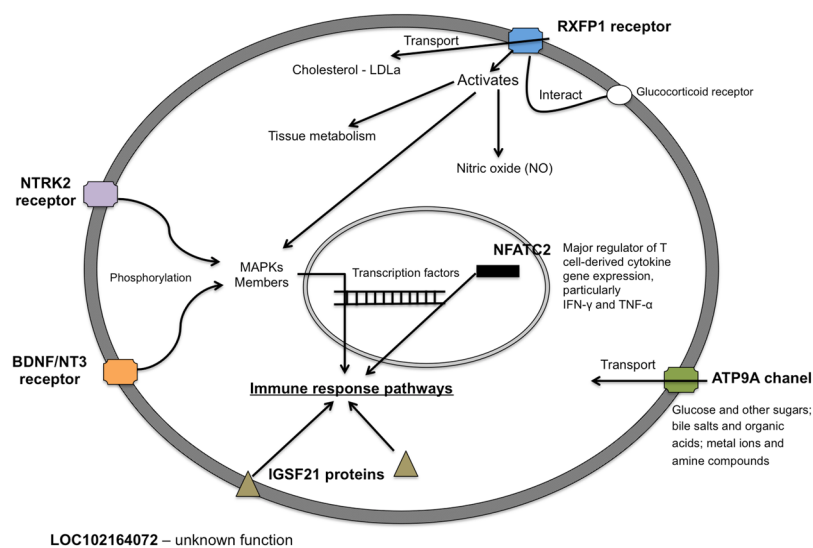 RXFP1 receptor
Transport
Cholesterol - LDLa
Activates
Interact
Glucocorticoid receptor
Tissue metabolism
Nitric oxide (NO)
NTRK2
receptor
NFATC2
Major regulator of T
cell-derived cytokine
gene expression,
particularly
IFN-γ and TNF-α
MAPKs
Members
Transcription factors
Phosphorylation
BDNF/NT3
receptor
Immune response pathways
Transport
ATP9A chanel
Glucose and other sugars;
bile salts and organic
acids; metal ions and
amine compounds
IGSF21 proteins
LOC102164072 – unknown function